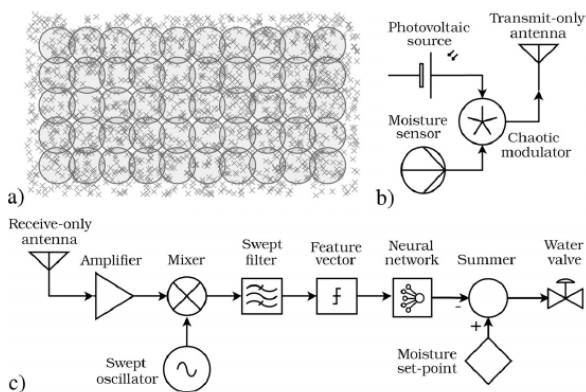 a)
Photovoltaic
source
Transmit-only
antenna
Moisture
sensor
Chaotic
modulator
b)
Receive-only
antenna
Amplifier
Mixer
Swept
filter
Feature
vector
Neural
network
Summer
Water
valve
-
+
Swept
oscillator
Moisture
set-point
c)